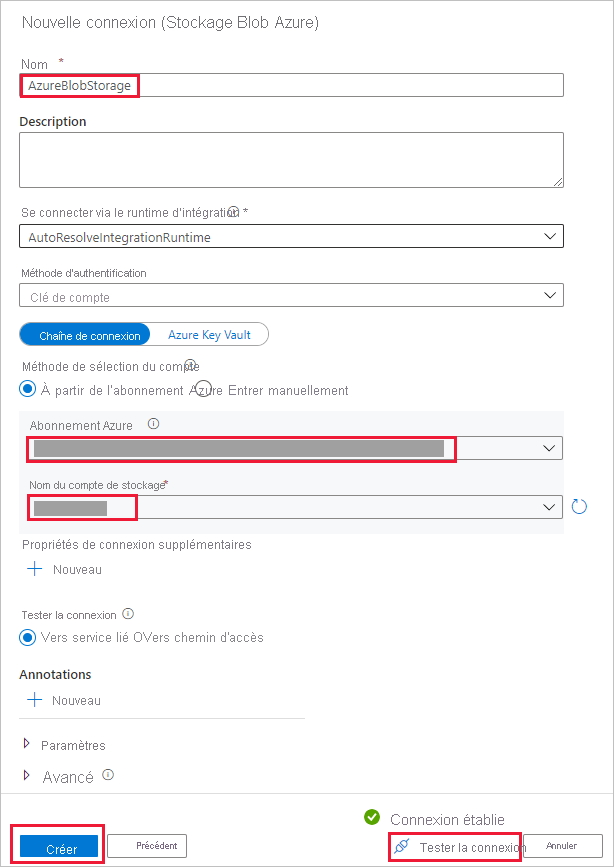 Nouvelle connexion (Stockage Blob Azure)
Nom *
AzureBlobStorage
Description
Se connecter via le runtime d'intégration *
AutoResolveIntegrationRuntime
Méthode d'authentification
Clé de compte
Chaîne de connexion Azure Key Vault
Méthode de sélection du compte
À partir de l'abonnement Azure Entrer manuellement
Abonnement Azure
Nom du compte de stockage*
Propriétés de connexion supplémentaires
Nouveau
Tester la connexion
Vers service lié OVers chemin d'accès
Annotations
Nouveau
Paramètres
Avancé
Connexion établie
Créer Précédent Tester la connexion Annuler